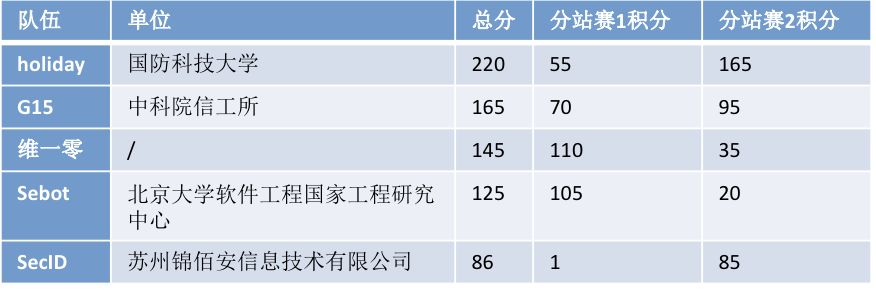 队伍 单位 总分 分站赛1积分 分站赛2积分
holiday 国防科技大学 220 55 165
G15 中科院信工所 165 70 95
维一零 / 145 110 35
Sebot 北京大学软件工程国家工程研究 125 105 20
中心
SecID 苏州锦佰安信息技术有限公司 86 1 85